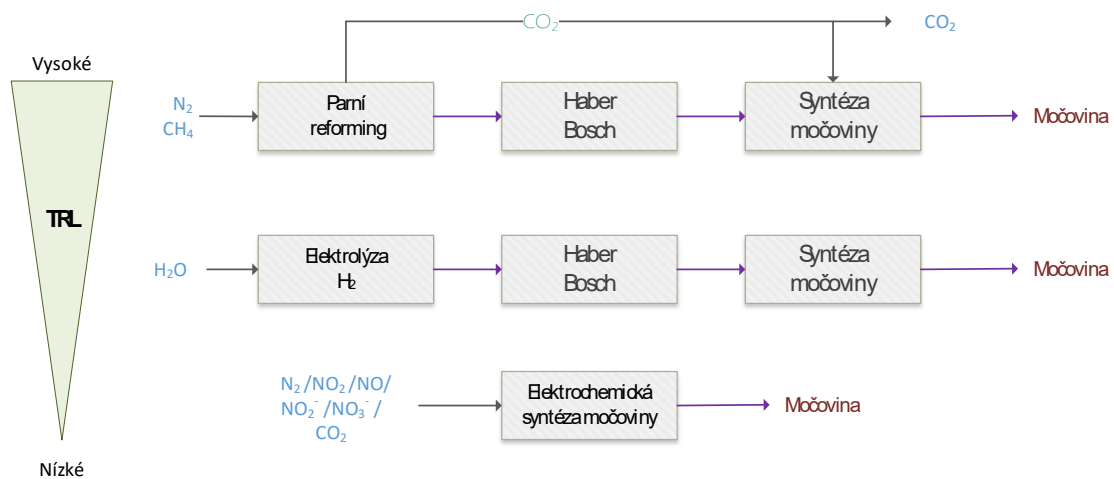 CO₂
CO₂
Vysoké
N₂
CH₄
Parní
reforming
Haber
Bosch
Syntéza
močoviny
Močovina
TRL
H₂O
Elektrolýza
H₂
Haber
Bosch
Syntéza
močoviny
Močovina
N₂ /NO₂ /NO/
NO₂⁻ /NO₃⁻ /
CO₂
Elektrochemická
syntéza močoviny
Močovina
Nízké